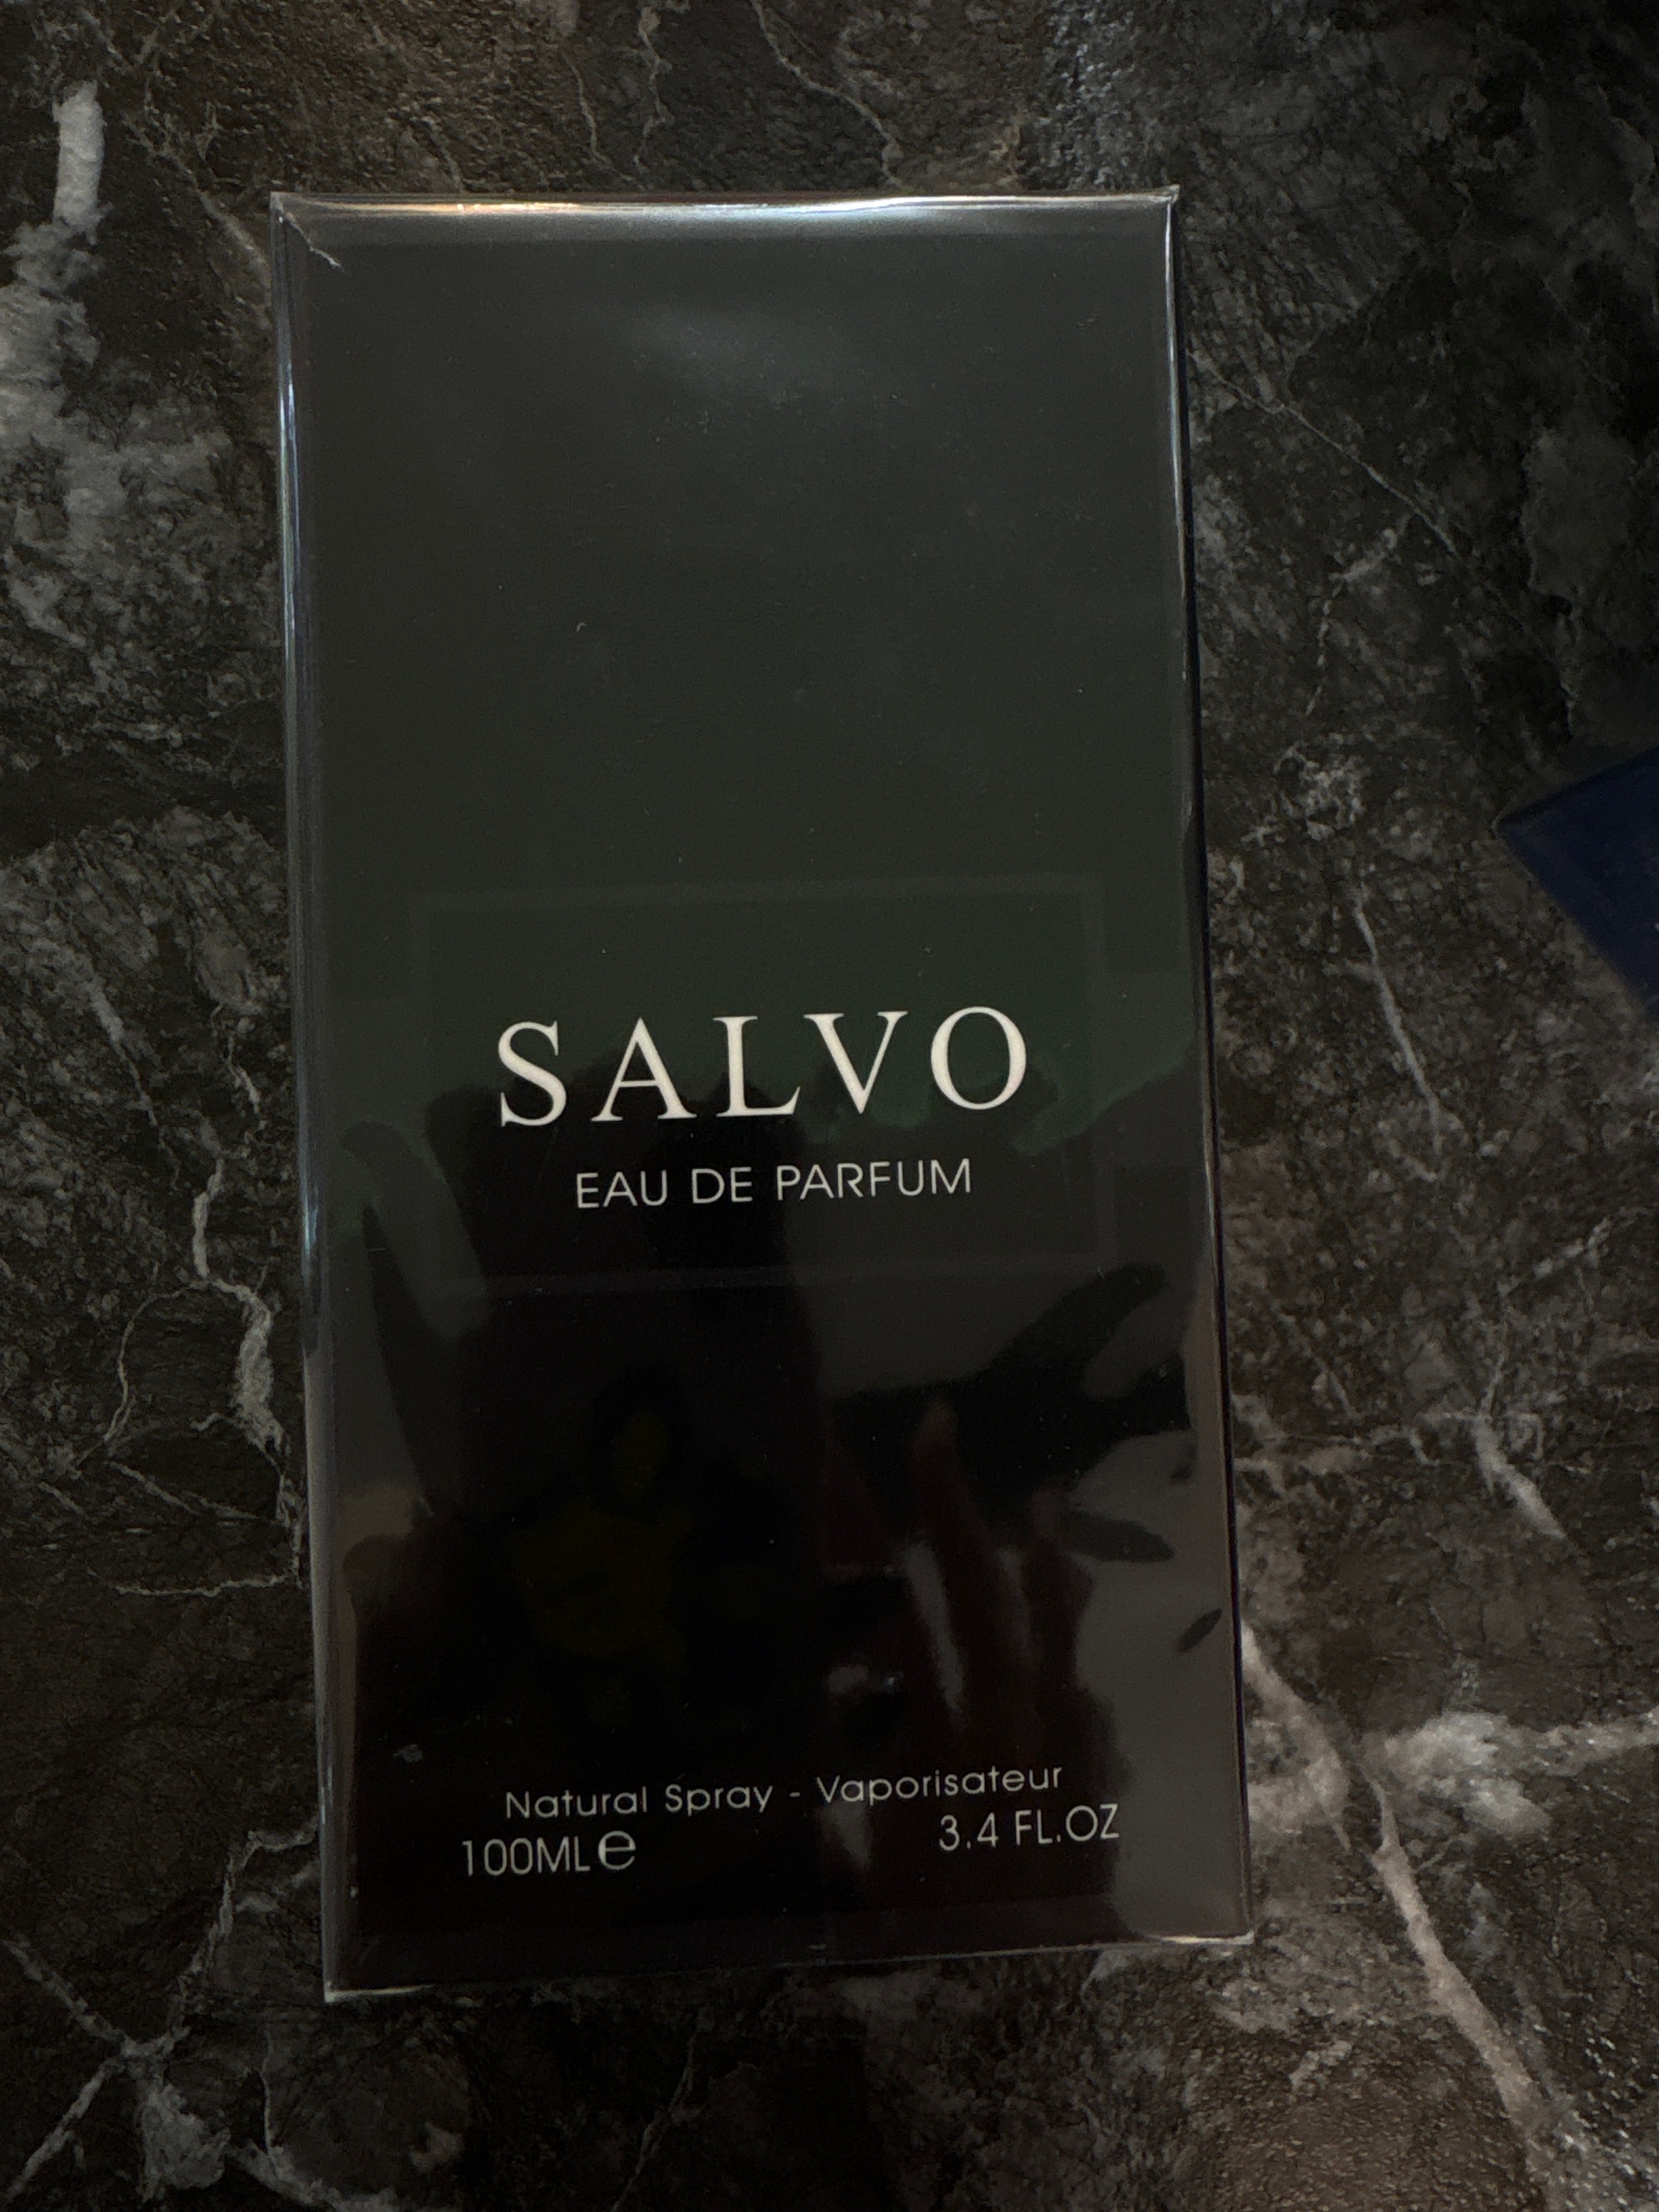 SALVO
EAU DE PARFUM
Natural Spray - Vaporisateur
100ML e 3.4 FL.OZ